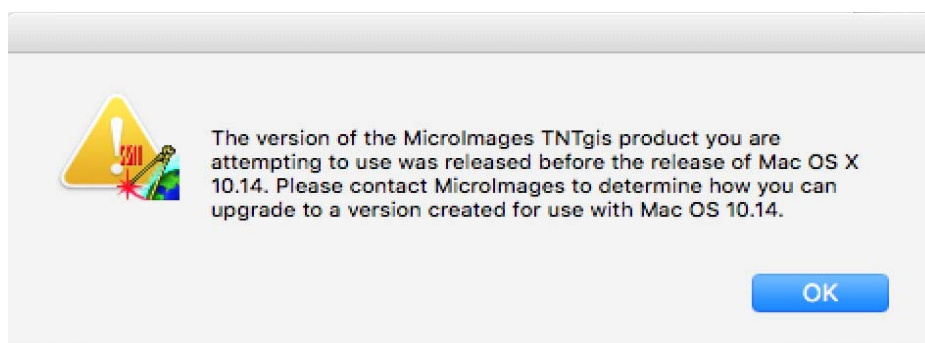 The version of the MicroImages TNTgis product you are
attempting to use was released before the release of Mac OS X
10.14. Please contact MicroImages to determine how you can
upgrade to a version created for use with Mac OS 10.14.
OK